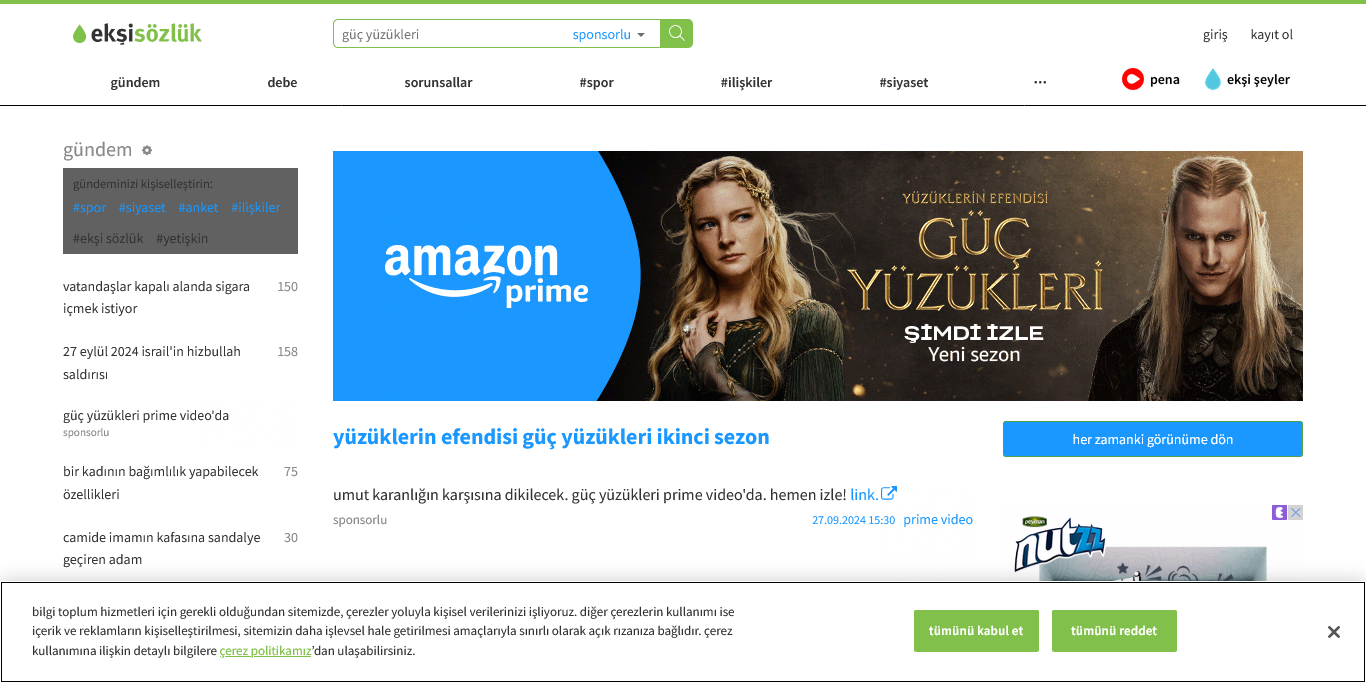 ekşisözlük
güç yüzükleri
sponsorlu
giriş
kayıt ol
gündem
debe
sorunsallar
#spor
#ilişkiler
#siyaset
...
pena
ekşi şeyler
gündem
gündeminizi kişiselleştirin:
#spor #siyaset #anket #ilişkiler
#ekşi sözlük #yetişkin
vatandaşlar kapalı alanda sigara 150
içmek istiyor
27 eylül 2024 israil'in hizbullah 158
saldırısı
güç yüzükleri prime video'da
sponsorlu
bir kadının bağımlılık yapabilecek 75
özellikleri
camide imamın kafasına sandalye 30
geçiren adam
amazon
prime
YÜZÜKLERİN EFENDİSİ
GÜÇ
YÜZÜKLERİ
ŞİMDİ İZLE
Yeni sezon
yüzüklerin efendisi güç yüzükleri ikinci sezon
her zamanki görünüme dön
umut karanlığın karşısına dikilecek. güç yüzükleri prime video'da. hemen izle! link.
sponsorlu
27.09.2024 15:30 prime video
peyman
nutzz
bilgi toplum hizmetleri için gerekli olduğundan sitemizde, çerezler yoluyla kişisel verilerinizi işliyoruz. diğer çerezlerin kullanımı ise
içerik ve reklamların kişiselleştirilmesi, sitemizin daha işlevsel hale getirilmesi amaçlarıyla sınırlı olarak açık rızanıza bağlıdır. çerez
kullanımına ilişkin detaylı bilgilere çerez politikamız'dan ulaşabilirsiniz.
tümünü kabul et
tümünü reddet